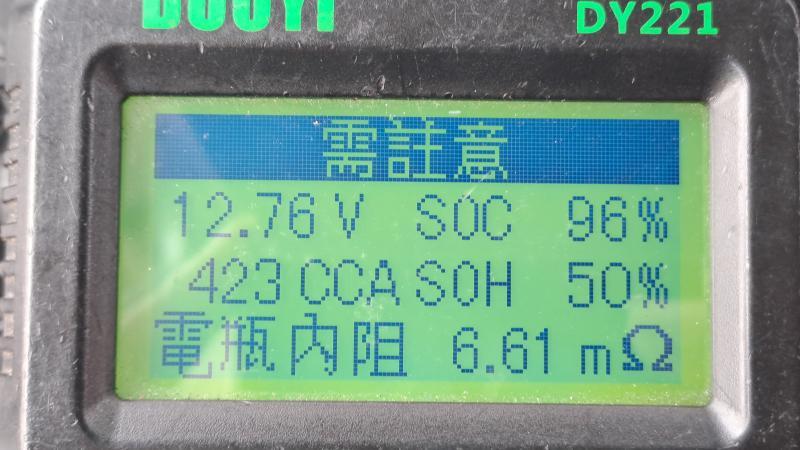 DUOYI
DY221
需註意
12.76 V SOC 96%
423 CCA SOH 50%
電瓶內阻 6.61 mΩ